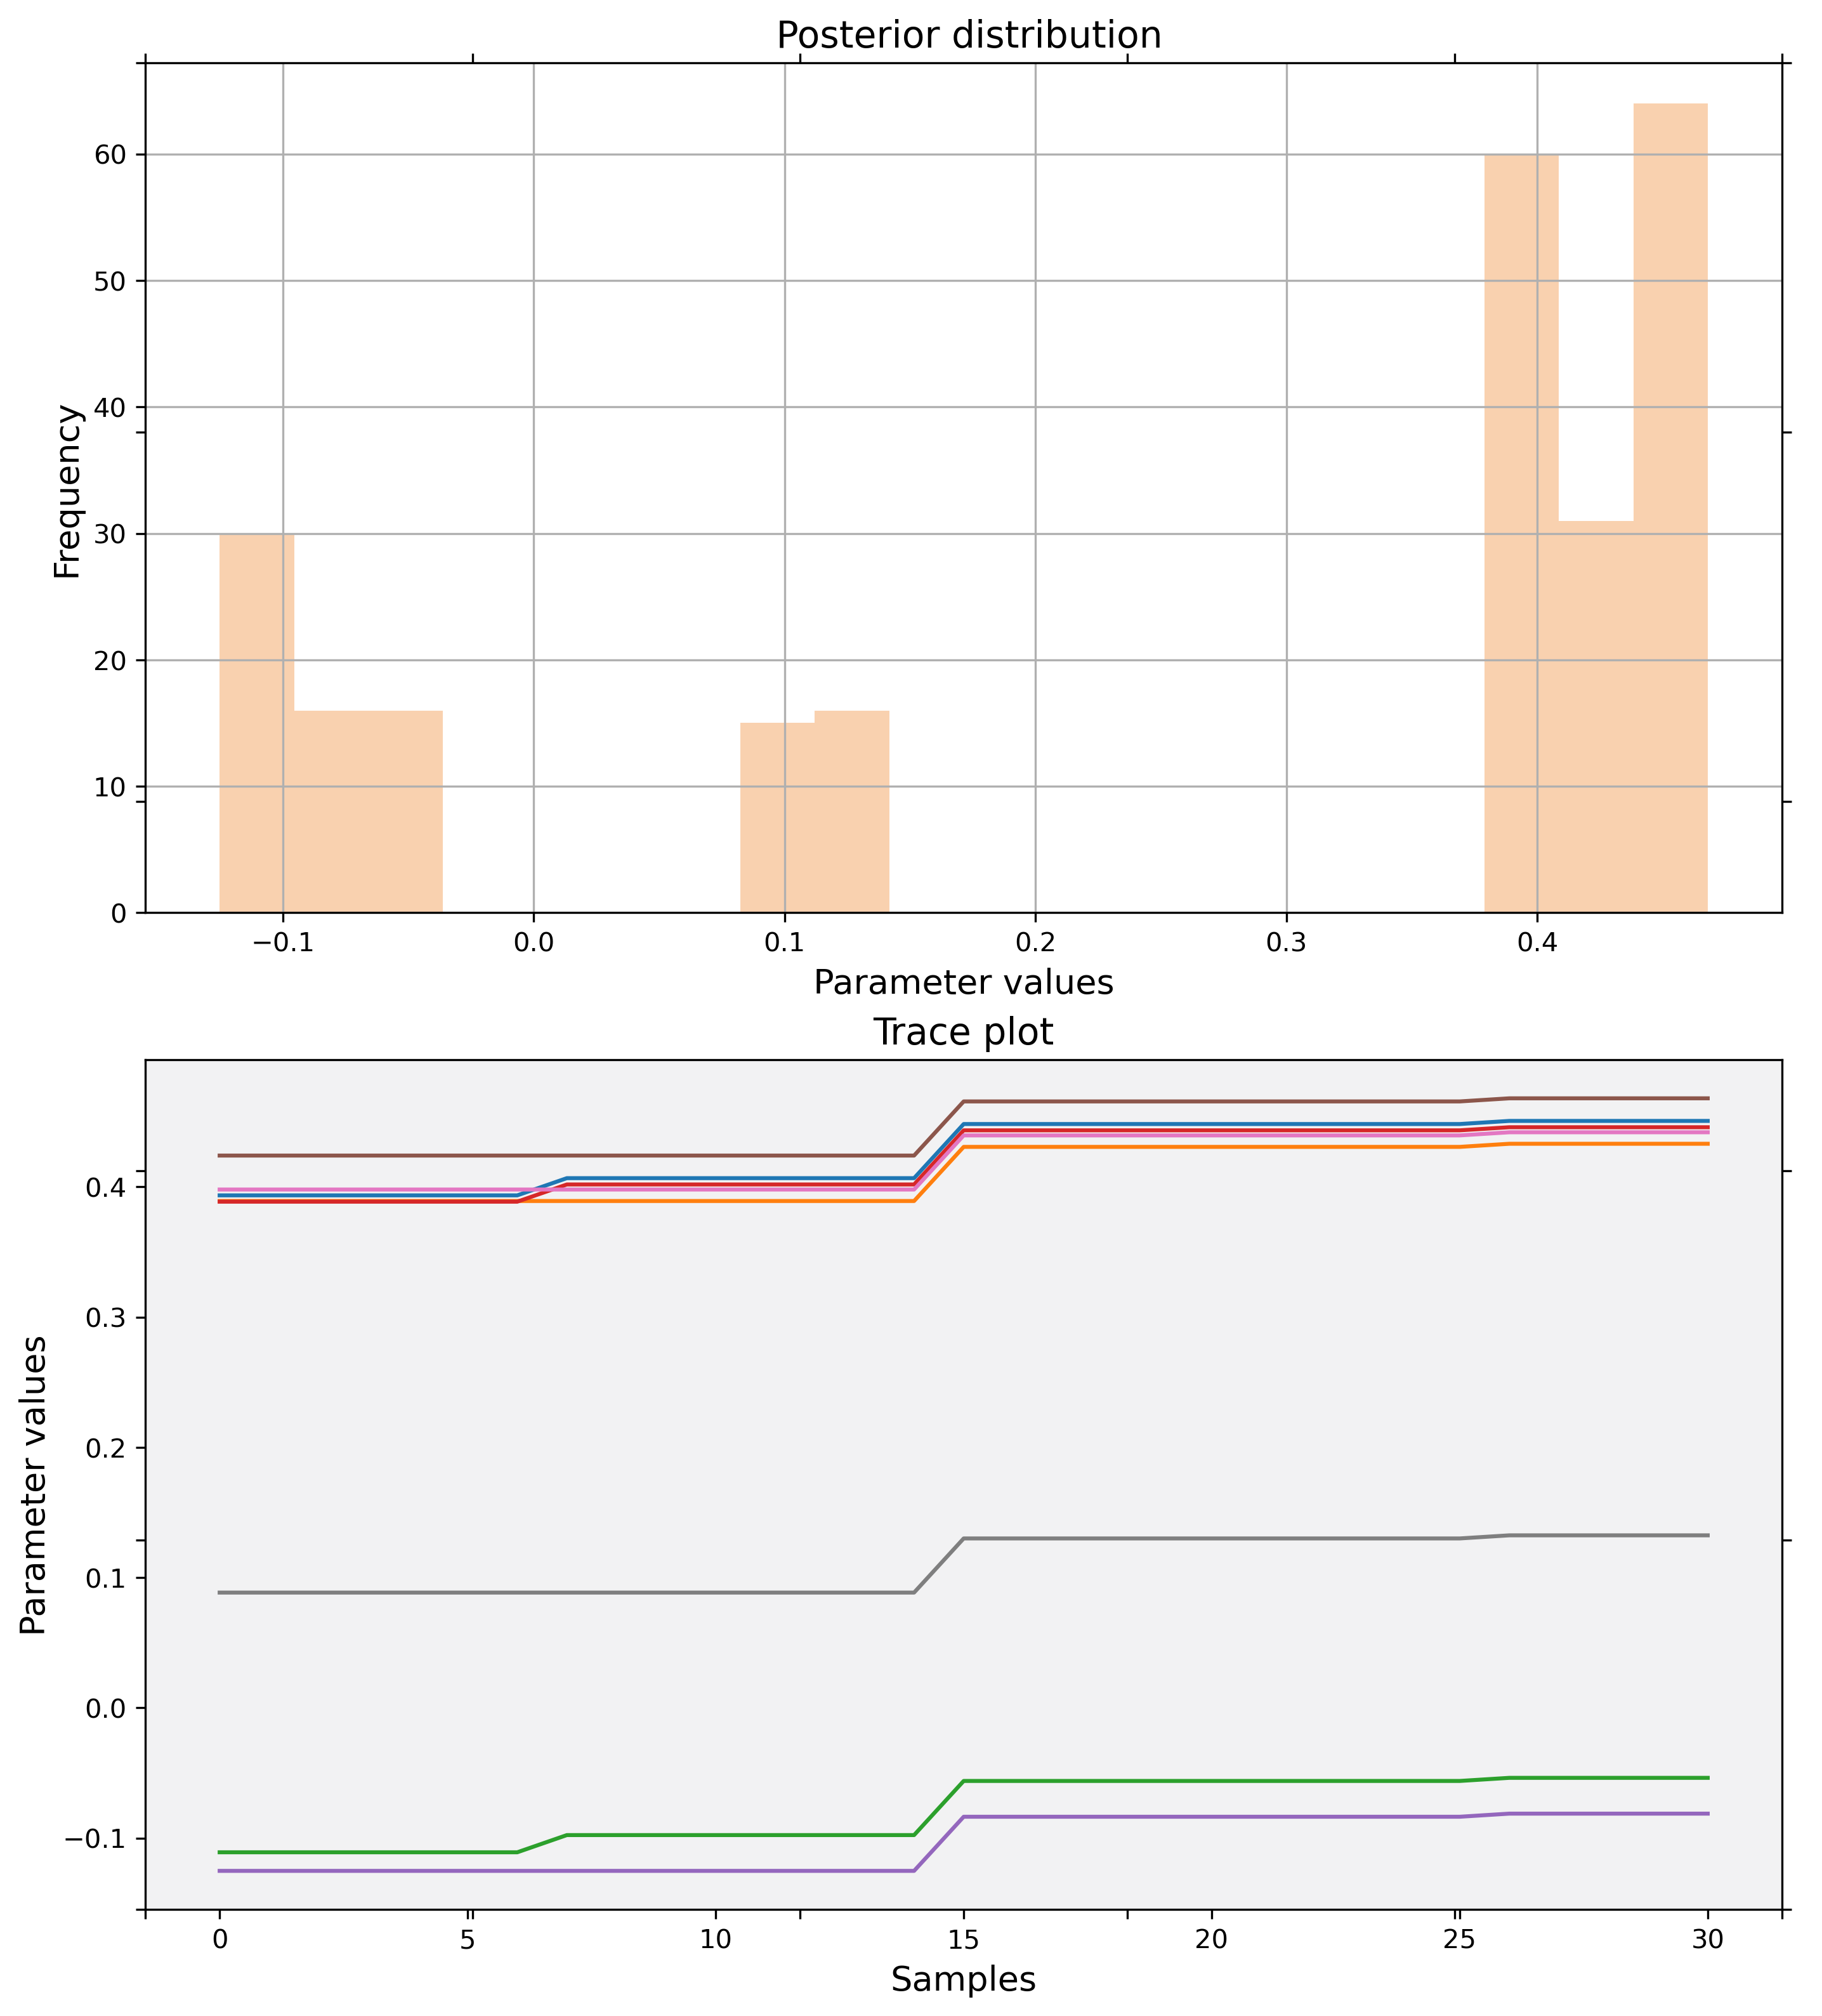 Posterior distribution
Frequency
60
50
40
30
20
10
0
−0.1 0.0 0.1 0.2 0.3 0.4
Parameter values
Trace plot
Parameter values
0.4
0.3
0.2
0.1
0.0
−0.1
0 5 10 15 20 25 30
Samples